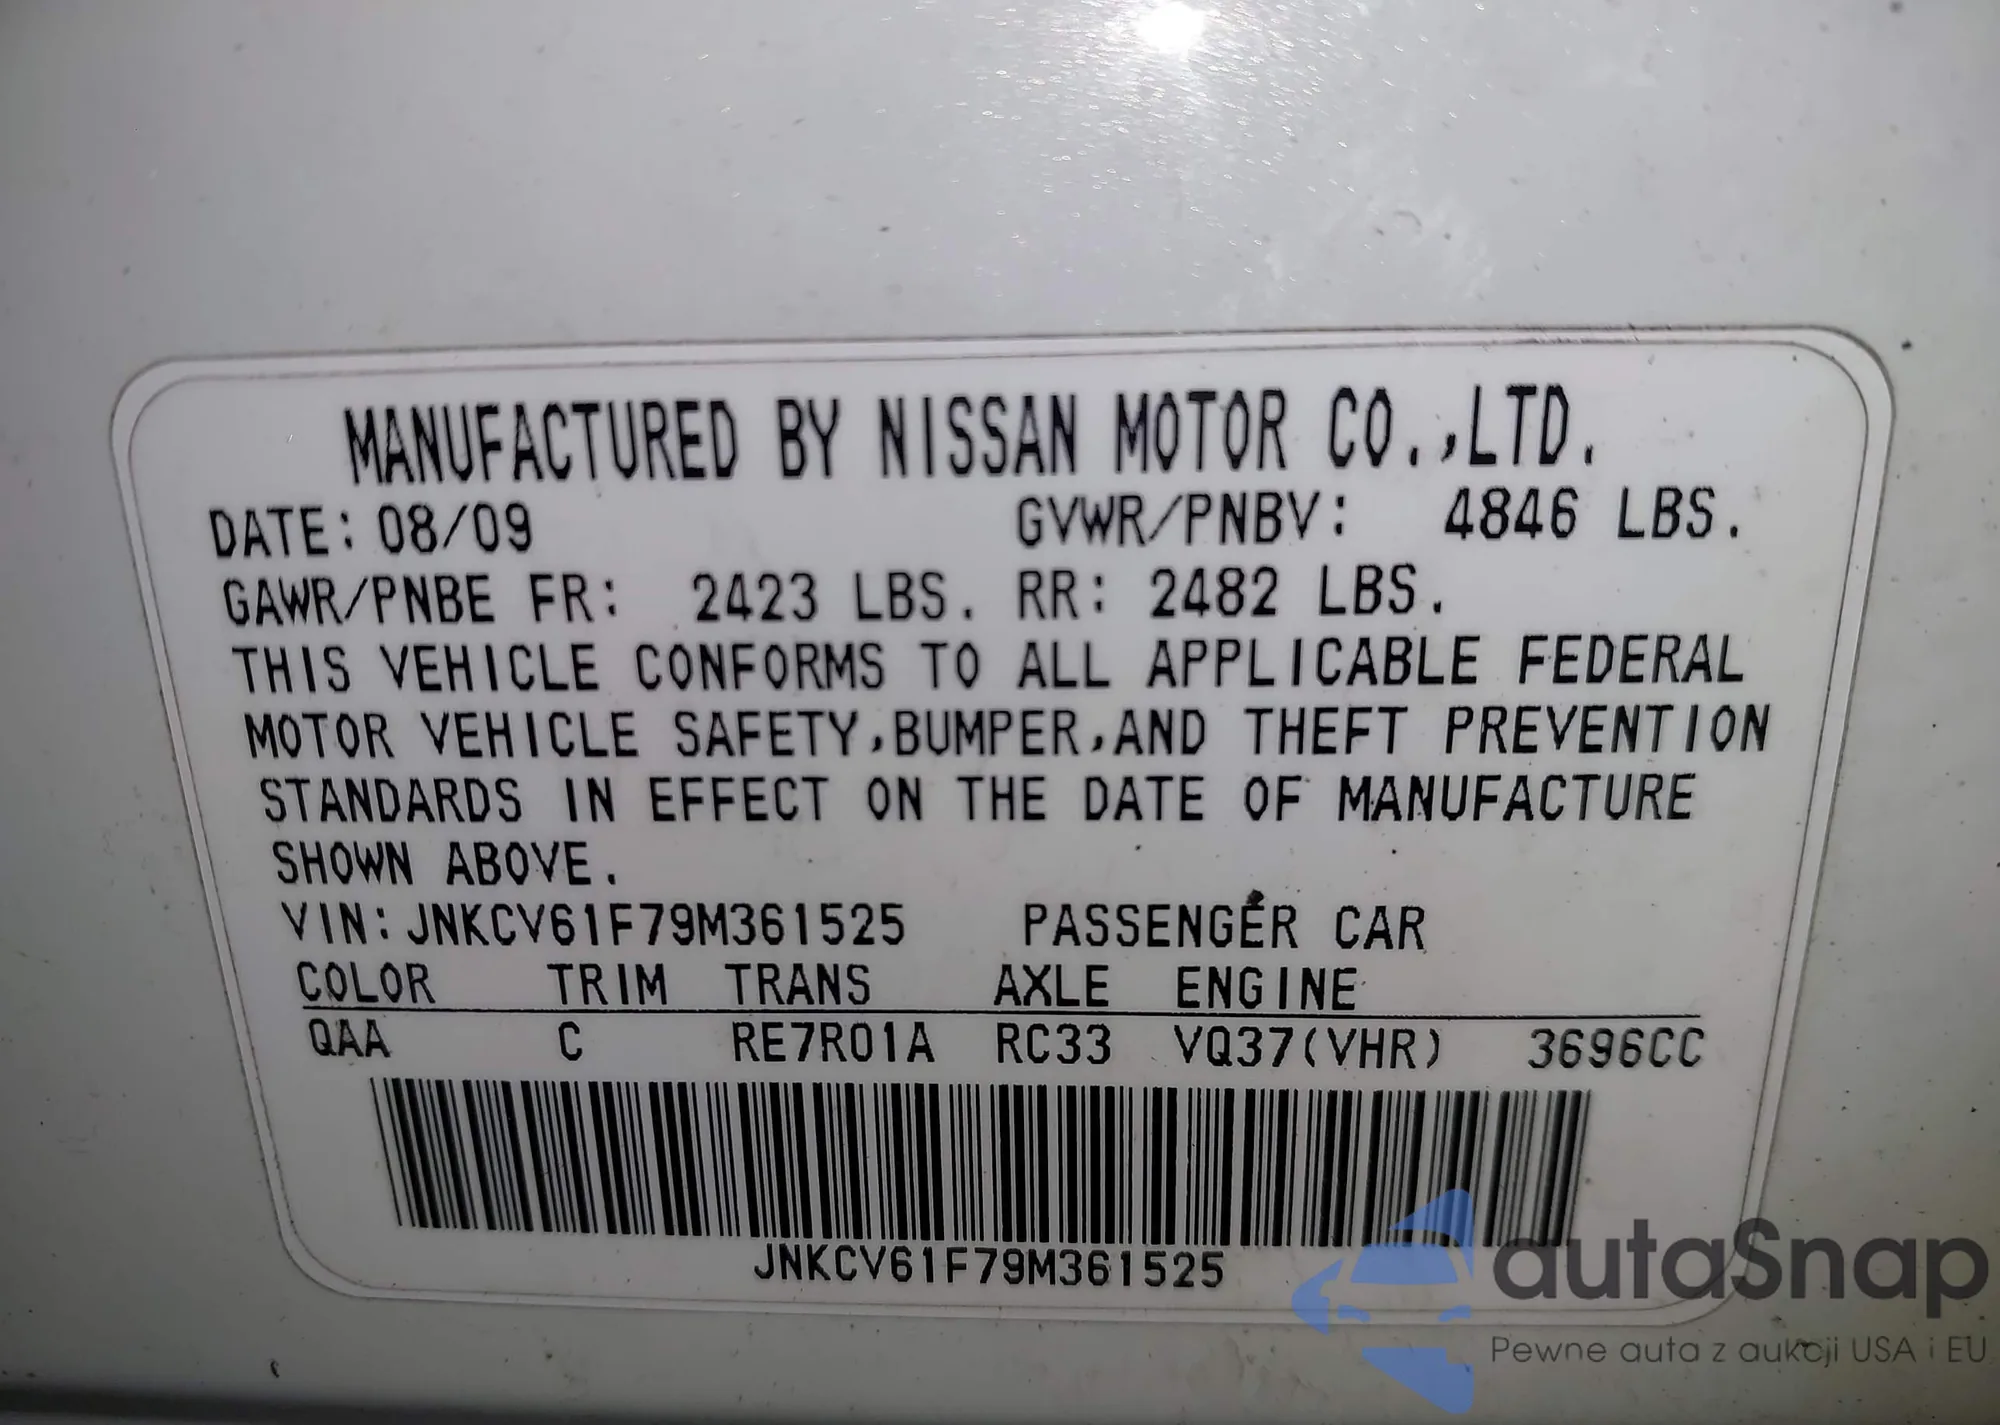 MANUFACTURED BY NISSAN MOTOR CO.,LTD.
DATE: 08/09 GVWR/PNBV: 4846 LBS.
GAWR/PNBE FR: 2423 LBS. RR: 2482 LBS.
THIS VEHICLE CONFORMS TO ALL APPLICABLE FEDERAL
MOTOR VEHICLE SAFETY,BUMPER,AND THEFT PREVENTION
STANDARDS IN EFFECT ON THE DATE OF MANUFACTURE
SHOWN ABOVE.
VIN: JNKCV61F79M361525 PASSENGER CAR
COLOR TRIM TRANS AXLE ENGINE
QAA C RE7R01A RC33 VQ37(VHR) 3696CC
JNKCV61F79M361525
autaSnap
Pewne auta z aukcji USA i EU